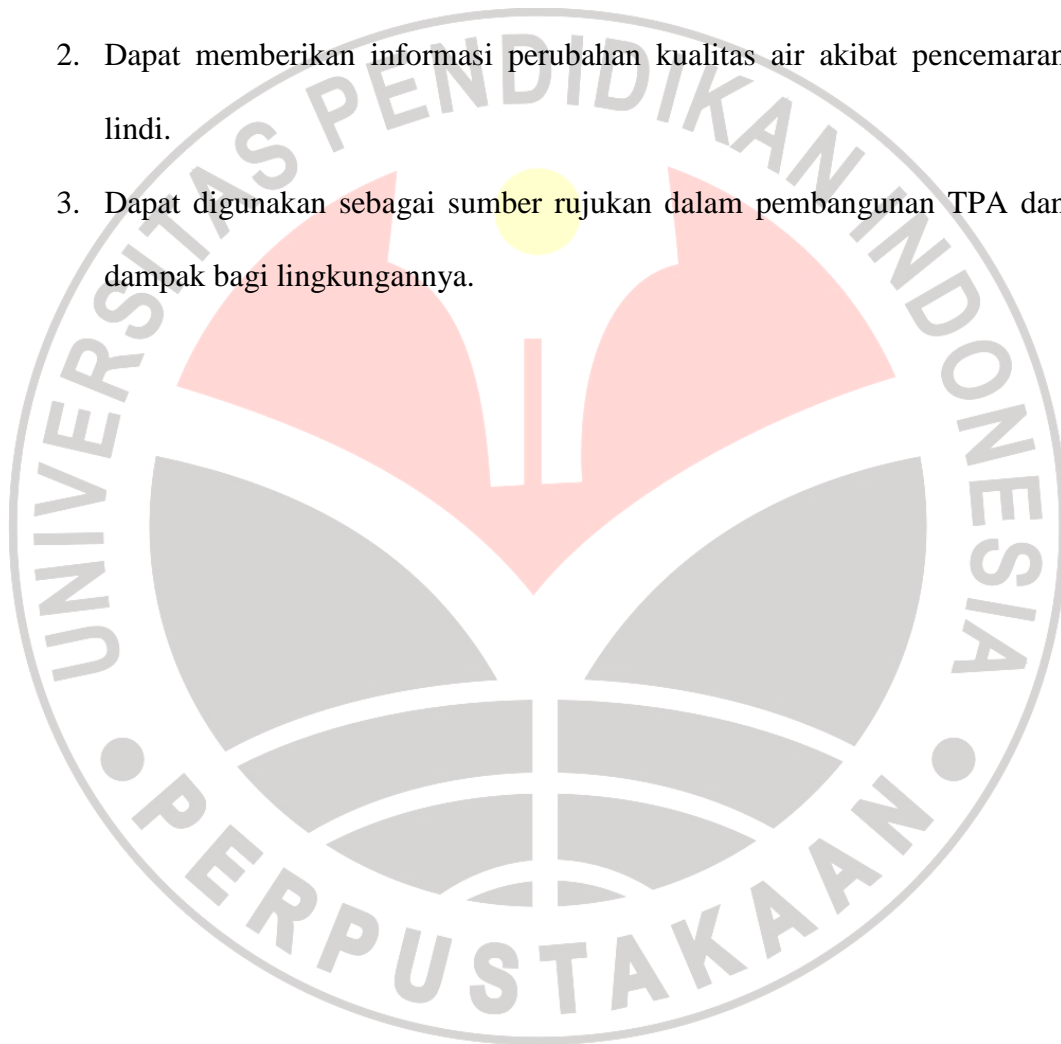 2. Dapat memberikan informasi perubahan kualitas air akibat pencemaran
lindi.
3. Dapat digunakan sebagai sumber rujukan dalam pembangunan TPA dan
dampak bagi lingkungannya.
UNIVERSITAS PENDIDIKAN INDONESIA
PERPUSTAKAAN